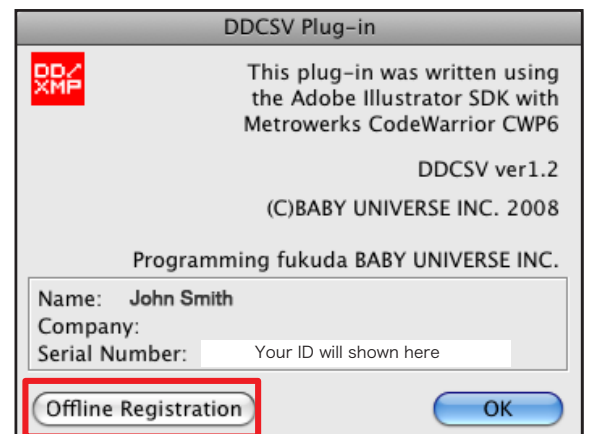 DDCSV Plug-in
DD/
XMP
This plug-in was written using
the Adobe Illustrator SDK with
Metrowerks CodeWarrior CWP6
DDCSV ver1.2
(C)BABY UNIVERSE INC. 2008
Programming fukuda BABY UNIVERSE INC.
Name: John Smith
Company:
Serial Number: Your ID will shown here
Offline Registration OK